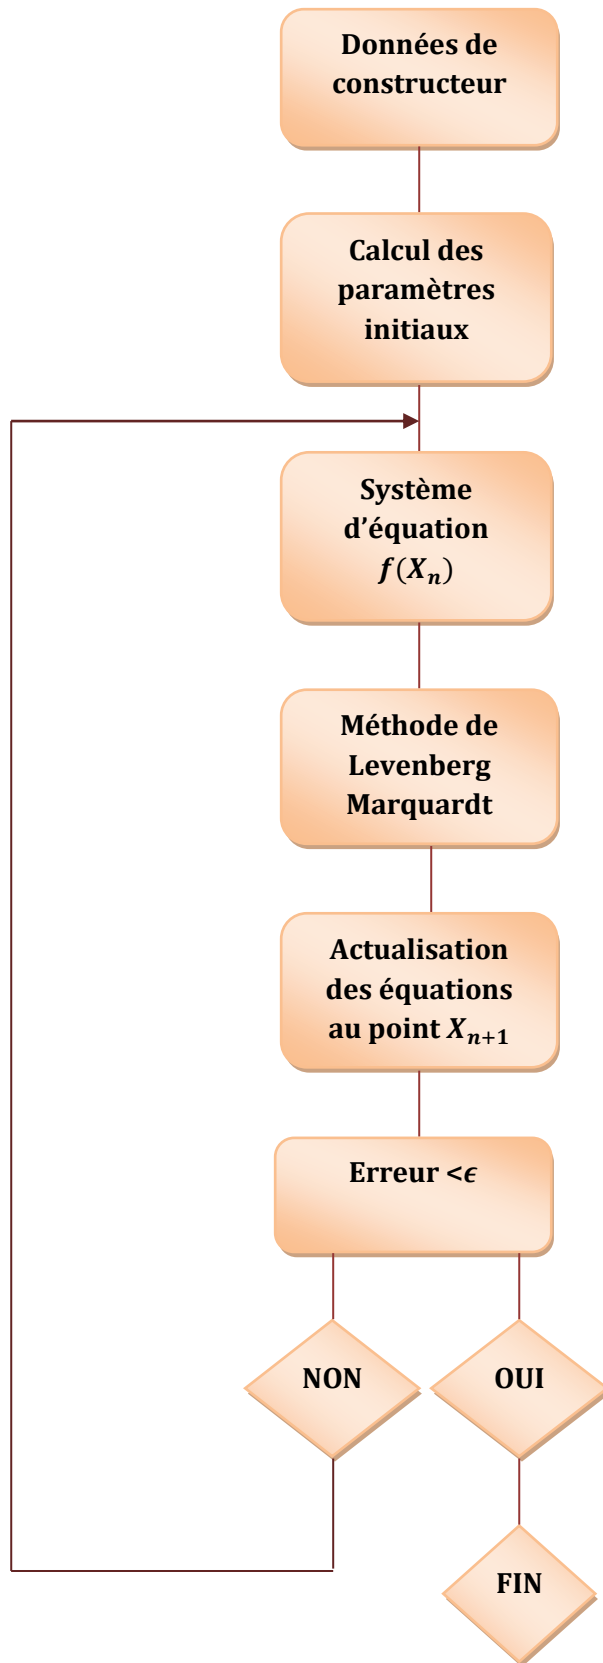 Données de
constructeur
Calcul des
paramètres
initiaux
Système
d'équation
f(Xₙ)
Méthode de
Levenberg
Marquardt
Actualisation
des équations
au point Xₙ₊₁
Erreur <ϵ
NON
OUI
FIN